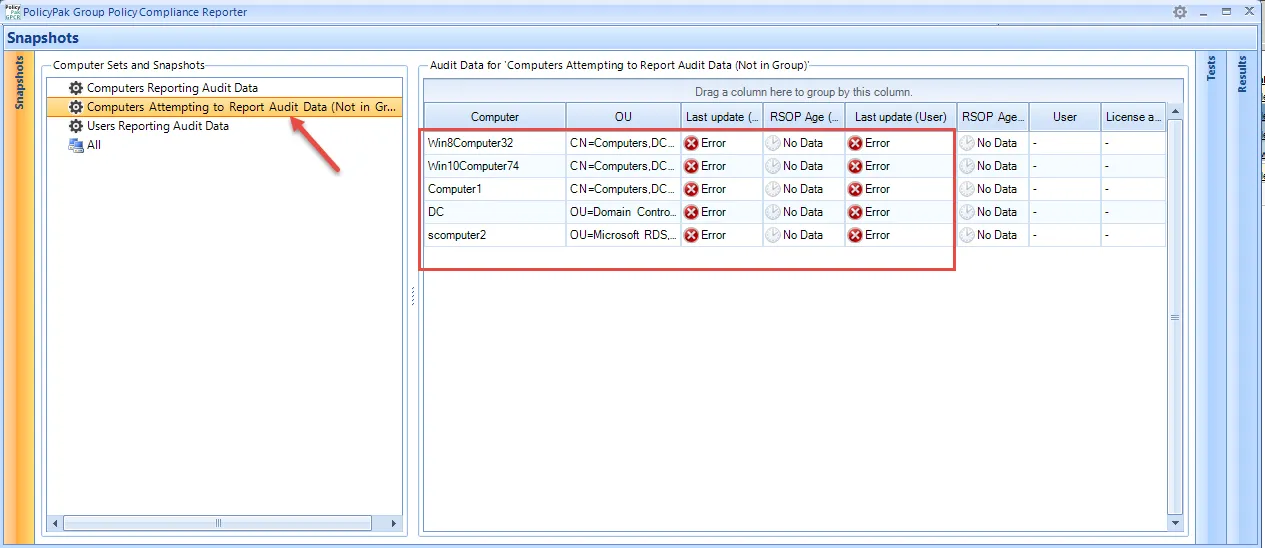 PolicyPak Group Policy Compliance Reporter
Snapshots
Snapshots
Computer Sets and Snapshots
Computers Reporting Audit Data
Computers Attempting to Report Audit Data (Not in Gr...
Users Reporting Audit Data
All
Audit Data for 'Computers Attempting to Report Audit Data (Not in Group)'
Drag a column here to group by this column.
Computer OU Last update (... RSOP Age (... Last update (User) RSOP Age... User License a...
Win8Computer32 CN=Computers,DC... Error No Data Error No Data - -
Win10Computer74 CN=Computers,DC... Error No Data Error No Data - -
Computer1 CN=Computers,DC... Error No Data Error No Data - -
DC OU=Domain Contro... Error No Data Error No Data - -
scomputer2 OU=Microsoft RDS,... Error No Data Error No Data - -
Tests
Results